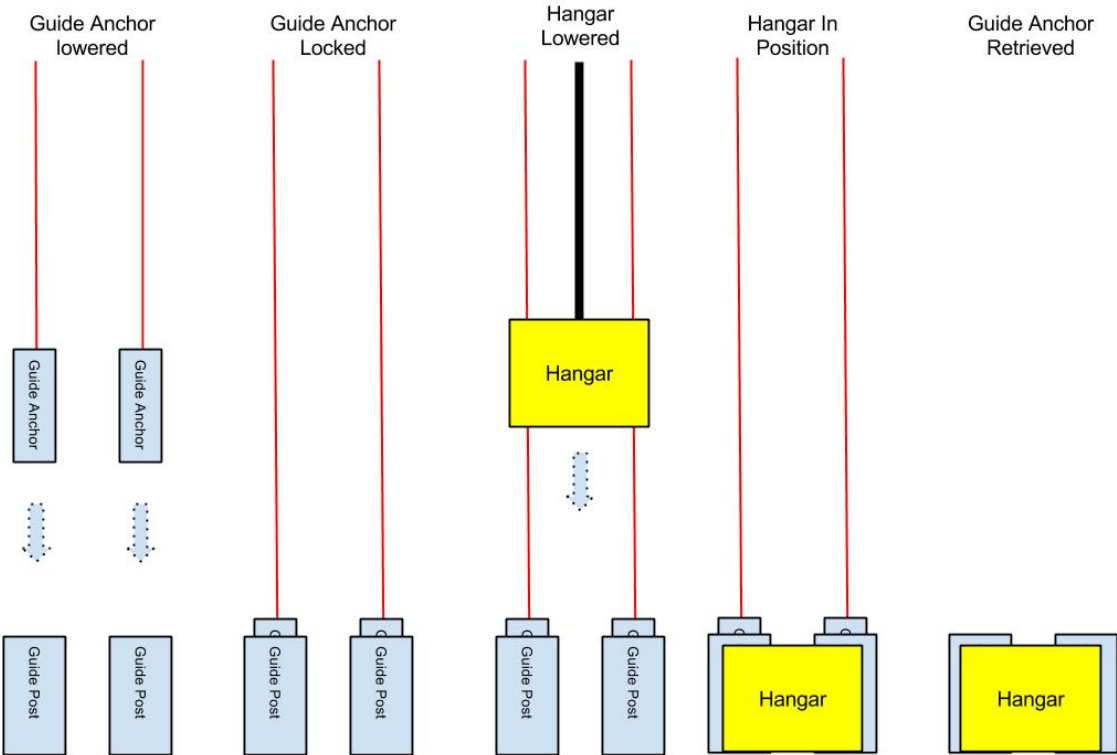 Guide Anchor
lowered
Guide Anchor
Locked
Hangar
Lowered
Hangar In
Position
Guide Anchor
Retrieved
Guide Anchor
Guide Anchor
Hangar
Guide Post
Guide Post
Guide Post
Guide Post
Guide Post
Guide Post
Hangar
Hangar